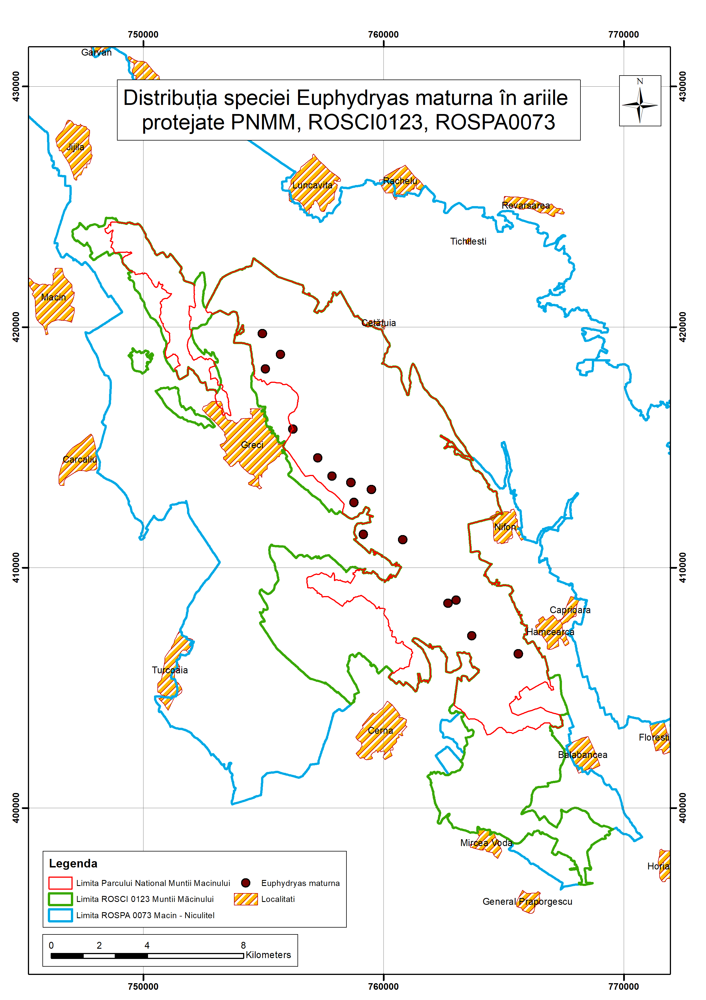 750000
760000
770000
Garvan
430000
430000
N
Distribuția speciei Euphydryas maturna în ariile
protejate PNMM, ROSCI0123, ROSPA0073
Jijila
Luncavita
Rachelu
Revarsarea
Tichilesti
Macin
Cetățuia
420000
420000
Greci
Carcaliu
Nifon
410000
410000
Caprioara
Hamcearca
Turcoaia
Cerna
Floresti
Balabancea
400000
400000
Mircea Voda
Horia
General Praporgescu
Legenda
Limita Parcului National Muntii Macinului
Euphydryas maturna
Limita ROSCI 0123 Muntii Măcinului
Localitati
Limita ROSPA 0073 Macin - Niculitel
0 2 4 8
Kilometers
750000
760000
770000